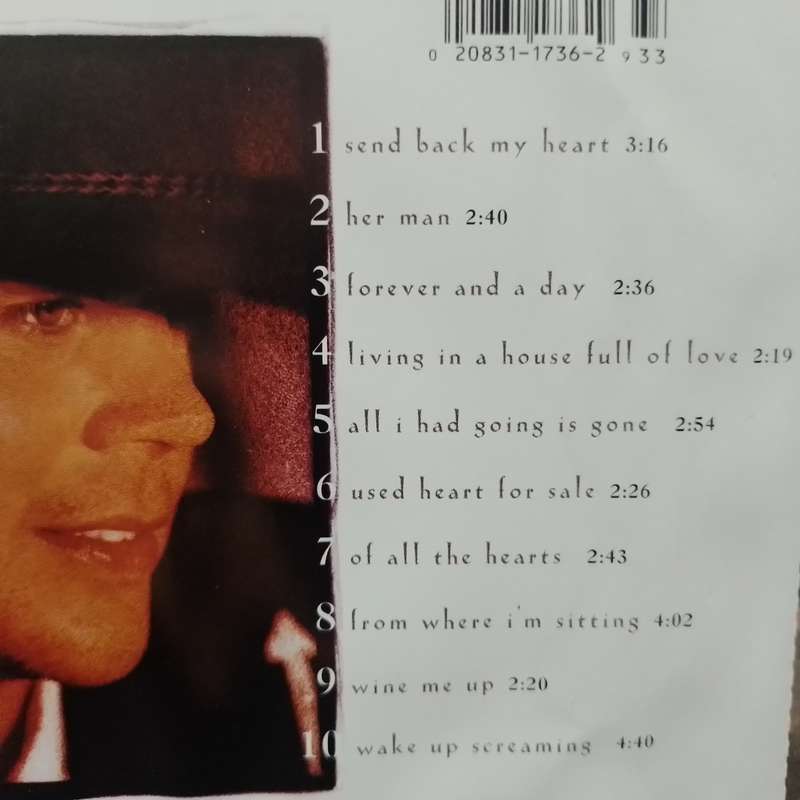 0 20831-1736-2 933
1 send back my heart 3:16
2 her man 2:40
3 forever and a day 2:36
4 living in a house full of love 2:19
5 all i had going is gone 2:54
6 used heart for sale 2:26
7 of all the hearts 2:43
8 from where i'm sitting 4:02
9 wine me up 2:20
10 wake up screaming 4:40